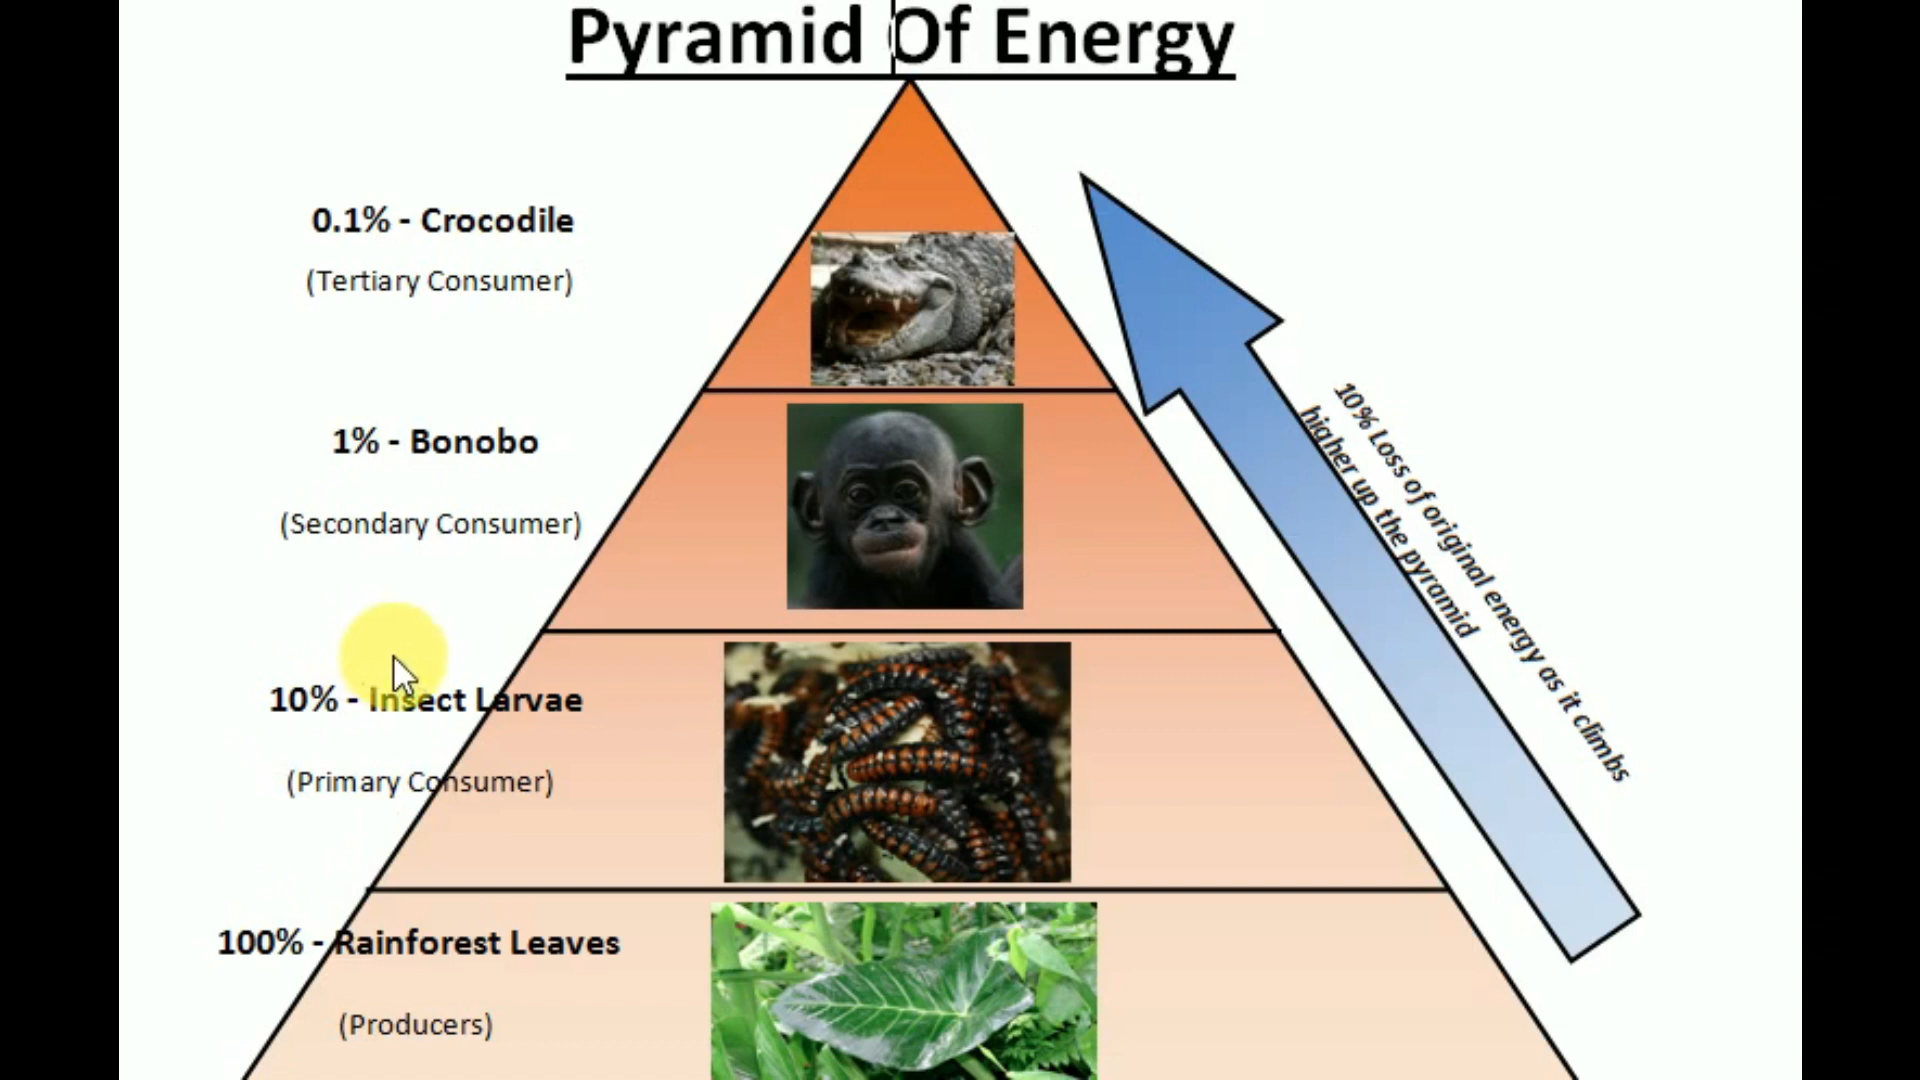 Pyramid Of Energy
0.1% - Crocodile
(Tertiary Consumer)
1% - Bonobo
(Secondary Consumer)
10% - Insect Larvae
(Primary Consumer)
100% - Rainforest Leaves
(Producers)
10% Loss of original energy as it climbs
higher up the pyramid